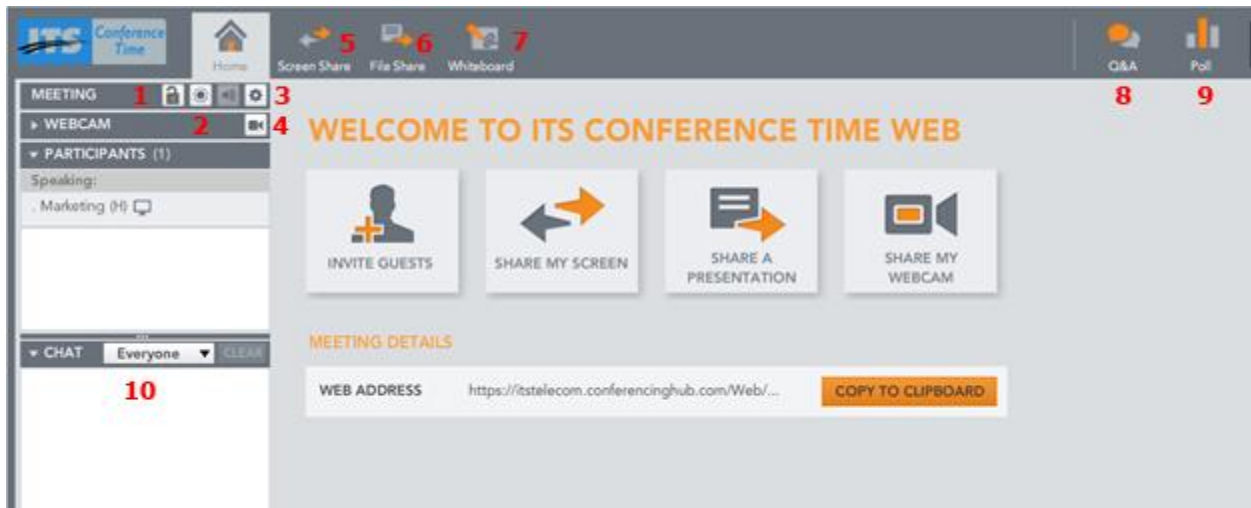 ITS Conference Time
Home
5
Screen Share
6
File Share
7
Whiteboard
Q&A
8
Poll
9
MEETING
1
3
WEBCAM
2
4
PARTICIPANTS (1)
Speaking:
. Marketing (H)
CHAT
Everyone
CLEAR
10
WELCOME TO ITS CONFERENCE TIME WEB
INVITE GUESTS
SHARE MY SCREEN
SHARE A
PRESENTATION
SHARE MY
WEBCAM
MEETING DETAILS
WEB ADDRESS
https://itstelecom.conferencinghub.com/Web/...
COPY TO CLIPBOARD